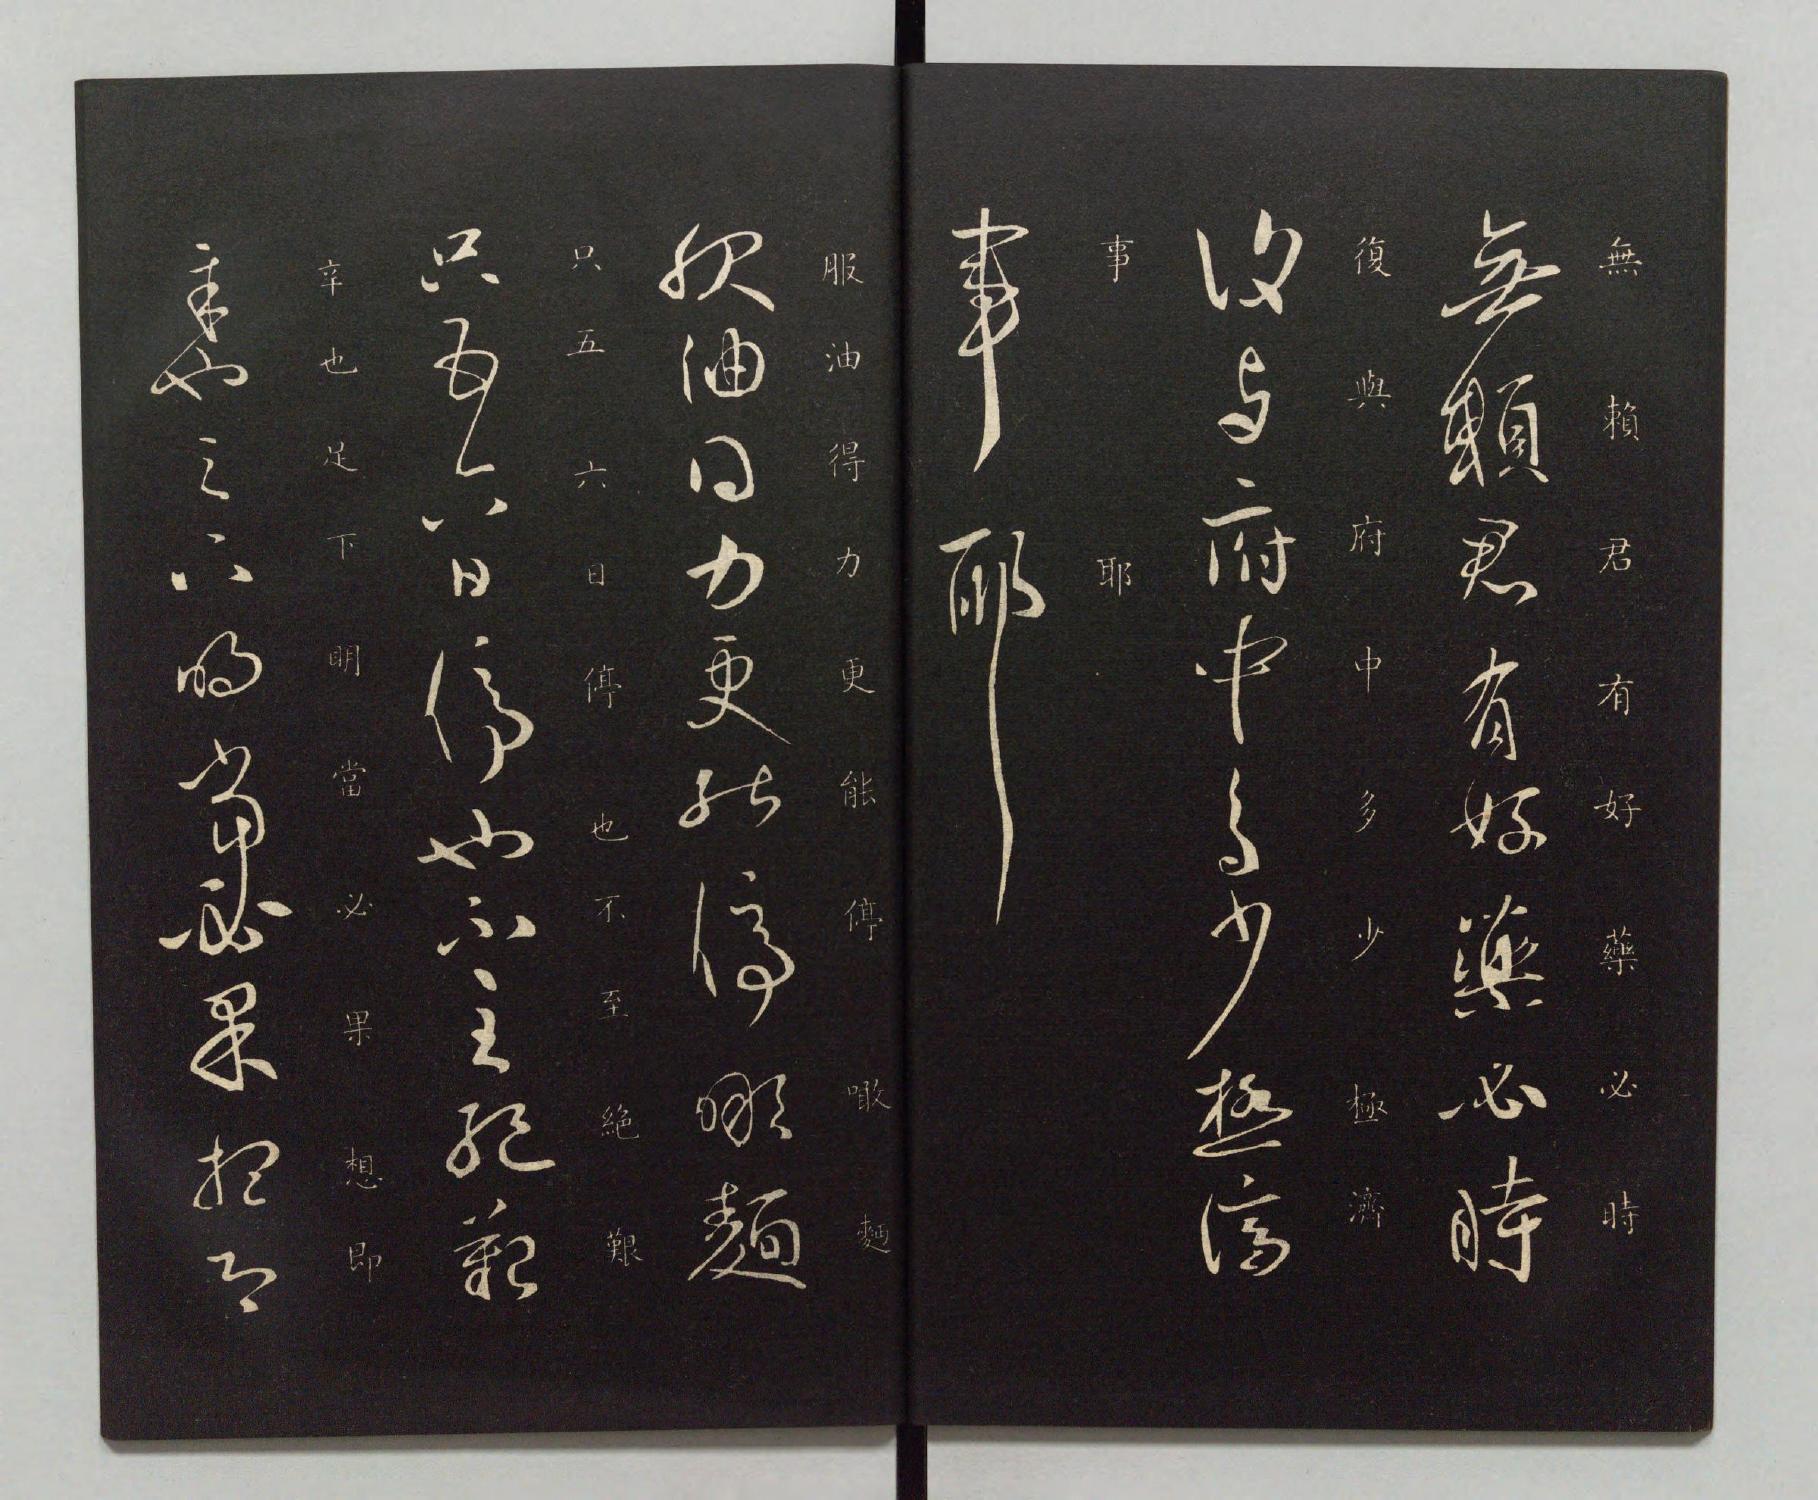 無賴君有好藥必時
無賴君有好藥必時
復與府中多少極濟
復與府中多少極濟
事耶
事耶
服油得力更能停噉麵
服油得力更能停噉麵
只五六日停也不至絕艱
只五六日停也不至絕艱
辛也足下明當必果想即
辛也足下明當必果想即